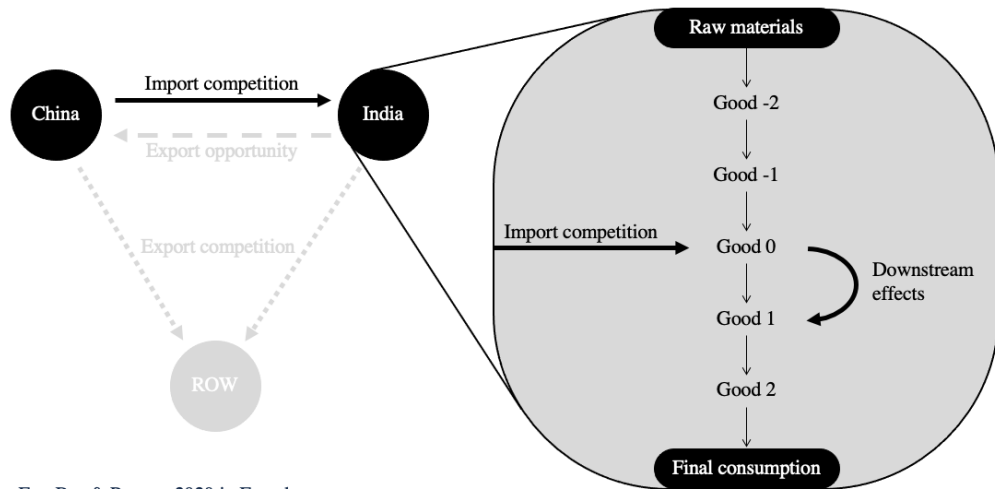 Raw materials
Import competition
China
India
Export opportunity
Good -2
Good -1
Export competition
Import competition
Good 0
Downstream
effects
Good 1
ROW
Good 2
Final consumption
2020